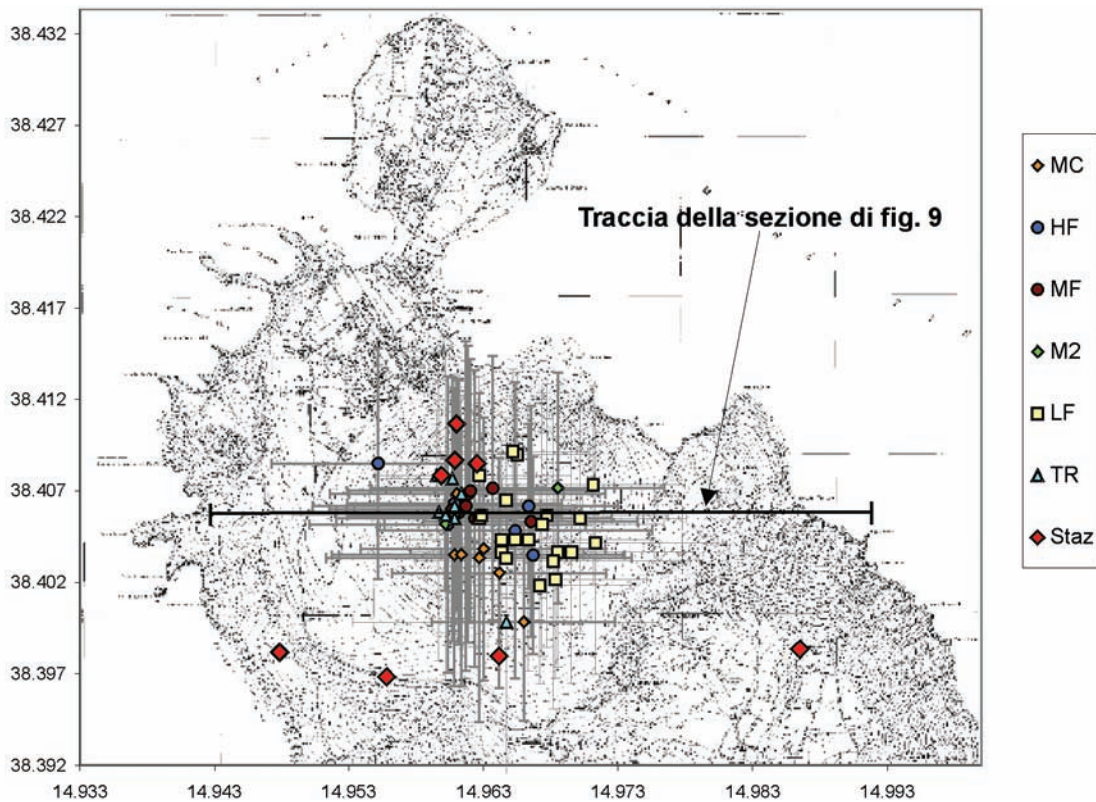 38.432
38.427
38.422
38.417
38.412
38.407
38.402
38.397
38.392
14.933 14.943 14.953 14.963 14.973 14.983 14.993
Traccia della sezione di fig. 9
MC
HF
MF
M2
LF
TR
Staz